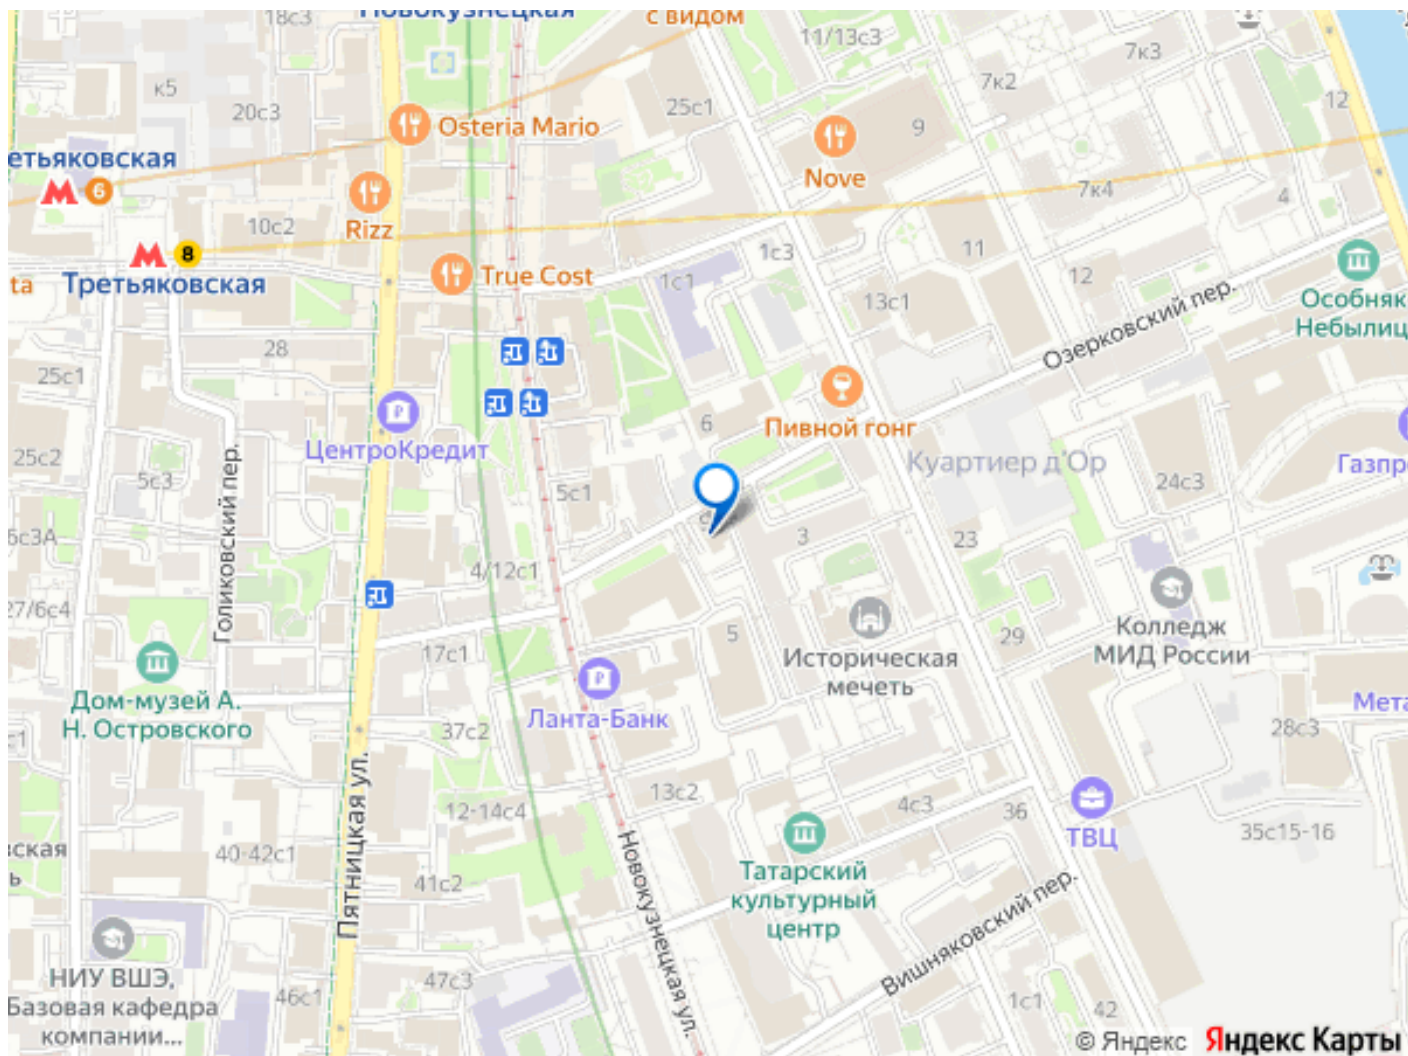 Новокузнецкая
с видом
18с3
11/13с3
7к3
7к2
к5
20с3
25с1
12
9
Osteria Mario
Nove
7к4
4
6
Rizz
10с2
8
Третьяковская
True Cost
1с3
1с1
11
12
13с1
Особняк
Небылиц
Озерковский пер.
28
25с1
ЦентроКредит
6
Пивной гонг
Куартиер д'Ор
25с2
5с3
5с1
24с3
3
23
4/12с1
Голиковский пер.
27/6с4
Колледж
МИД России
29
5
Историческая
мечеть
17с1
Дом-музей А.
Н. Островского
Ланта-Банк
37с2
28с3
13с2
12-14с4
4с3
36
ТВЦ
35с15-16
Пятницкая ул.
40-42с1
41с2
Новокузнецкая ул.
Татарский
культурный
центр
Вишняковский пер.
НИУ ВШЭ,
Базовая кафедра
компании...
46с1
47с3
1с1
42
© Яндекс Яндекс Карты